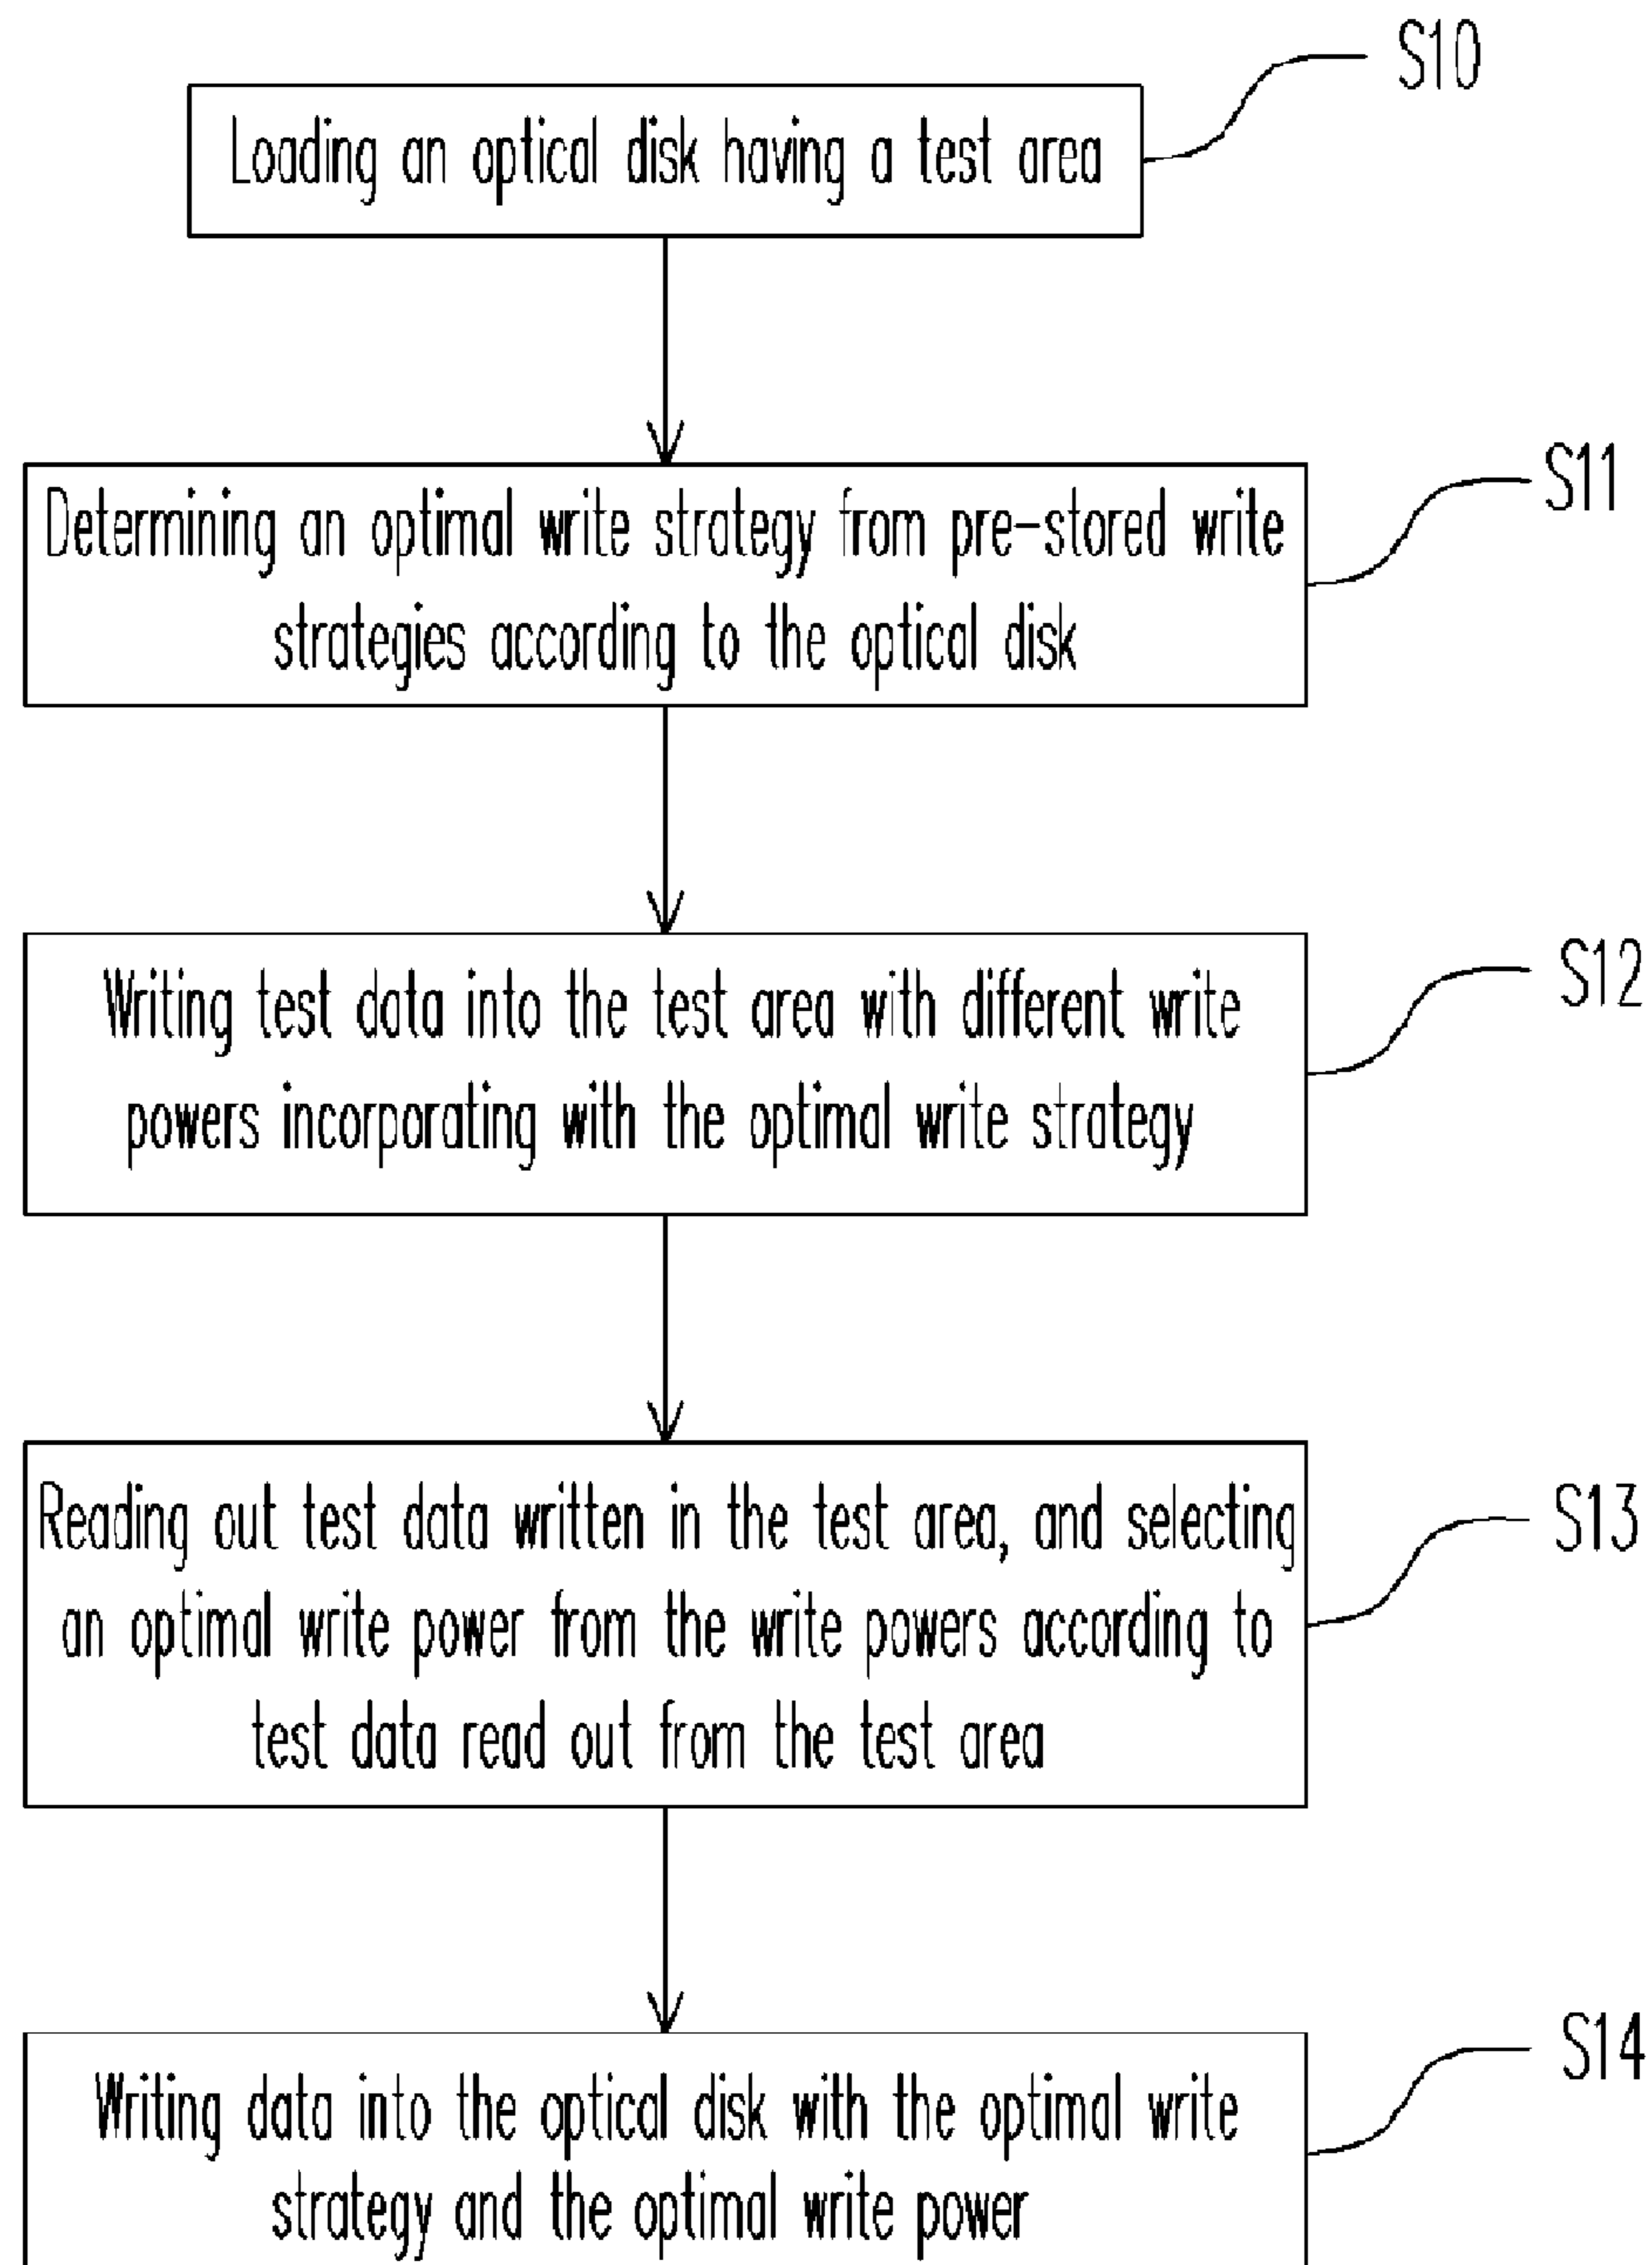 S10
Loading an optical disk having a test area
S11
Determining an optimal write strategy from pre-stored write
strategies according to the optical disk
S12
Writing test data into the test area with different write
powers incorporating with the optimal write strategy
S13
Reading out test data written in the test area, and selecting
an optimal write power from the write powers according to
test data read out from the test area
S14
Writing data into the optical disk with the optimal write
strategy and the optimal write power